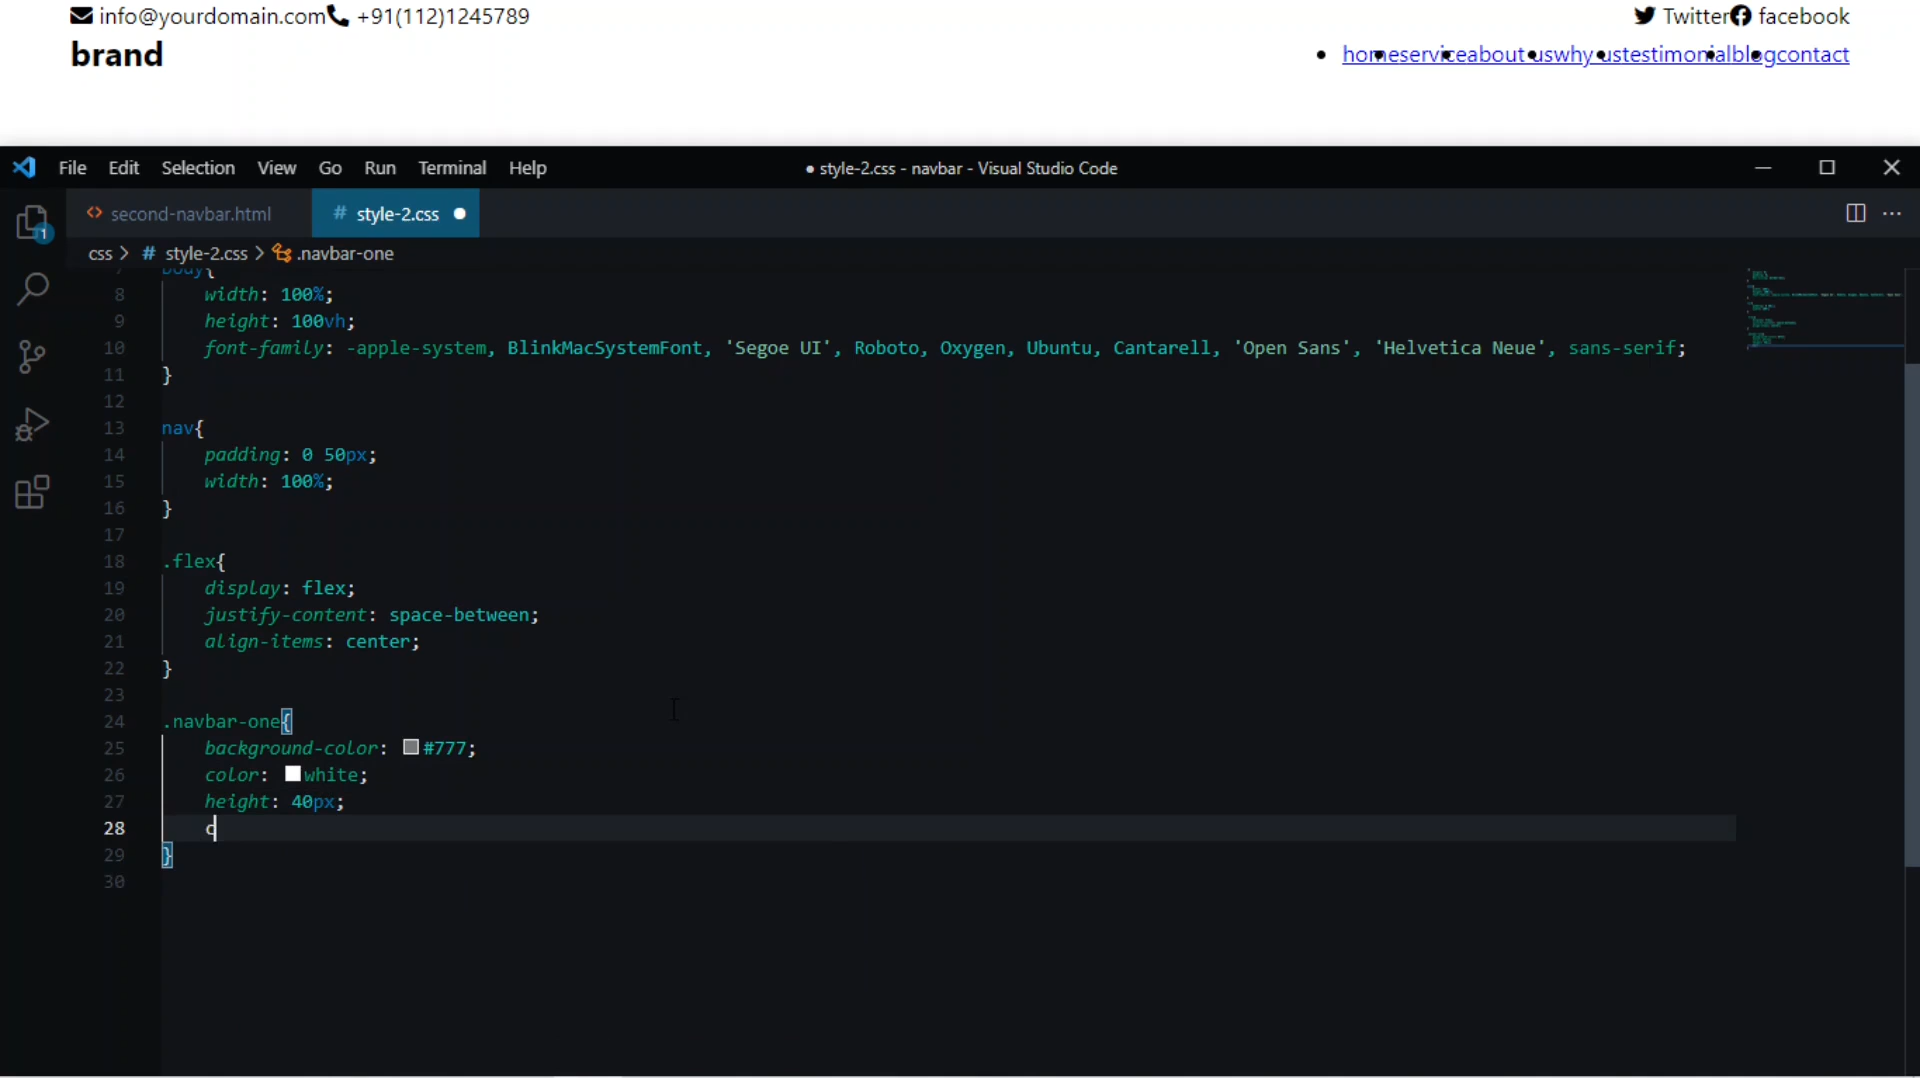 info@yourdomain.com +91(112)1245789 Twitter facebook
brand homeserviceabout uswhy ustestimonialblogcontact
File Edit Selection View Go Run Terminal Help ● style-2.css - navbar - Visual Studio Code
second-navbar.html # style-2.css
1
css > # style-2.css > .navbar-one
7 body{
8 width: 100%;
9 height: 100vh;
10 font-family: -apple-system, BlinkMacSystemFont, 'Segoe UI', Roboto, Oxygen, Ubuntu, Cantarell, 'Open Sans', 'Helvetica Neue', sans-serif;
11 }
12
13 nav{
14 padding: 0 50px;
15 width: 100%;
16 }
17
18 .flex{
19 display: flex;
20 justify-content: space-between;
21 align-items: center;
22 }
23
24 .navbar-one{
25 background-color: #777;
26 color: white;
27 height: 40px;
28 c
29 }
30